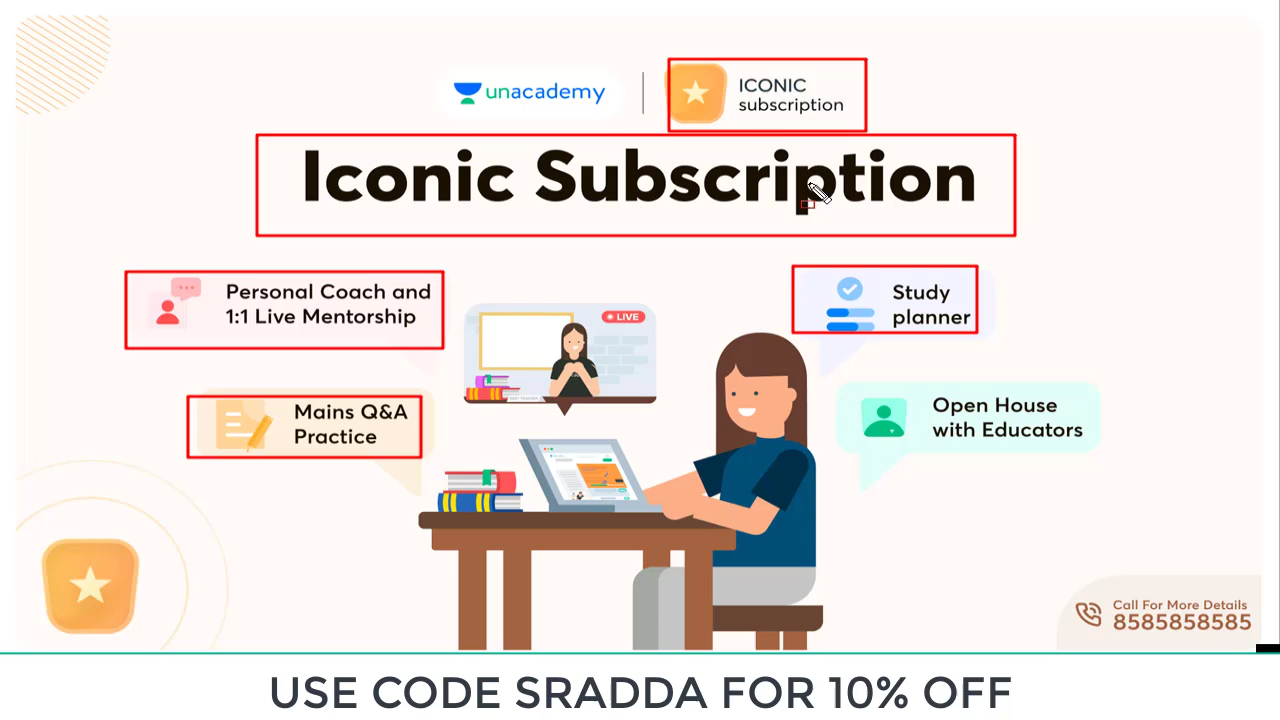 unacademy
ICONIC
subscription
Iconic Subscription
Personal Coach and
1:1 Live Mentorship
Study
planner
LIVE
Mains Q&A
Practice
Open House
with Educators
Call For More Details
8585858585
USE CODE SRADDA FOR 10% OFF